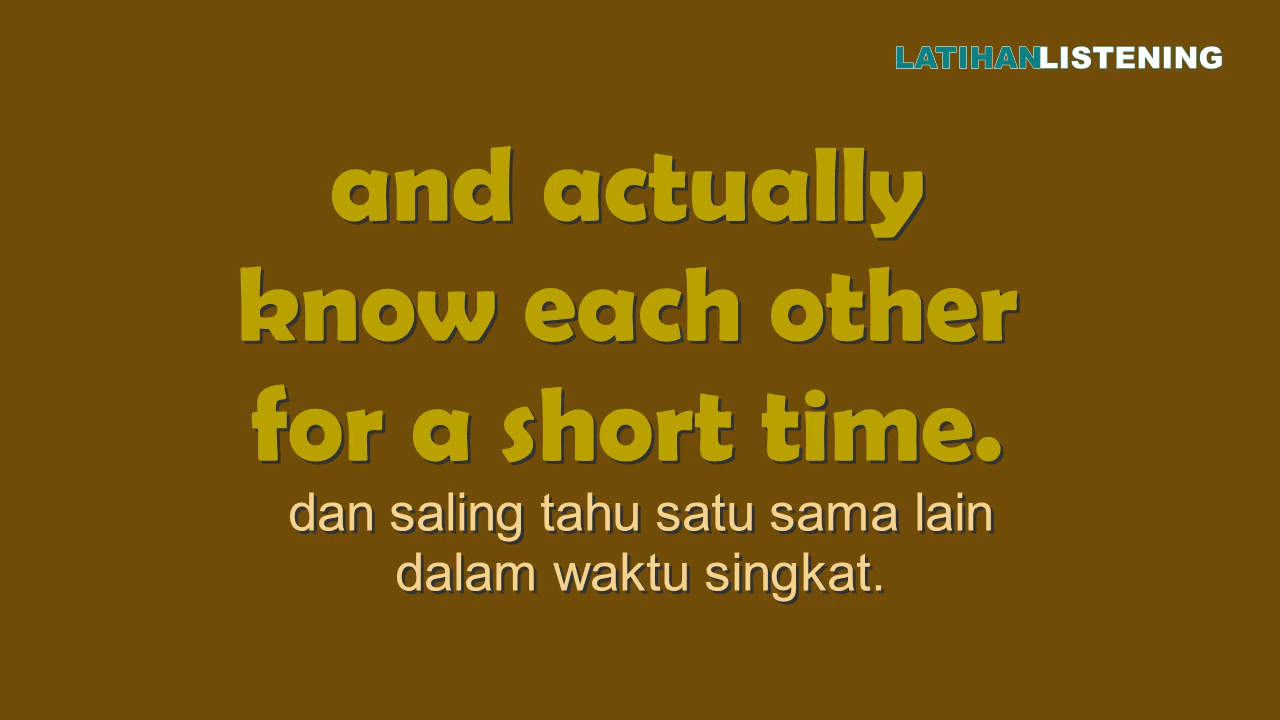 LATIHANLISTENING
and actually
know each other
for a short time.
dan saling tahu satu sama lain
dalam waktu singkat.